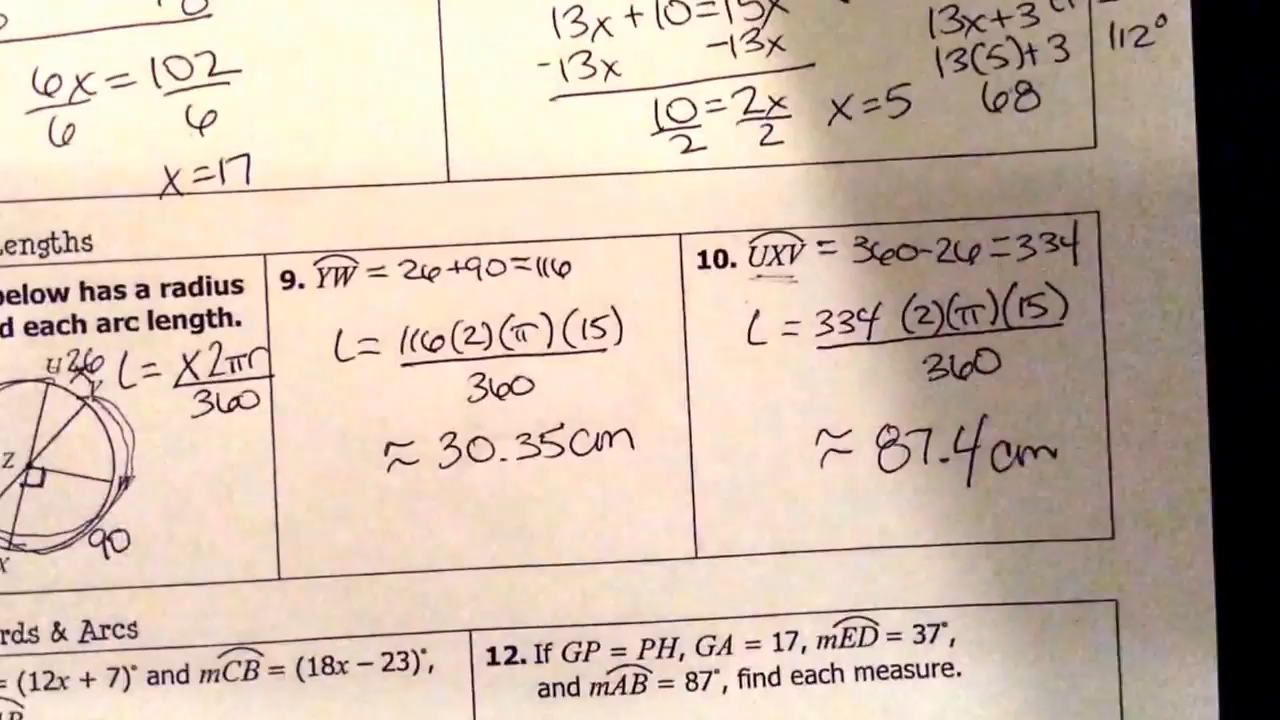 6x = 102
6 6
x = 17
13x + 10 = 15x
-13x -13x
10 = 2x x = 5
2 2
13x + 3
13(5) + 3
68
112°
Lengths
below has a radius
d each arc length.
U 26 L = x2πr
360
Z
W
90
9. YW = 26 + 90 = 116
L = 116(2)(π)(15)
360
≈ 30.35cm
10. UXV = 360 - 26 = 334
L = 334 (2)(π)(15)
360
≈ 87.4cm
rds & Arcs
= (12x + 7)° and mCB = (18x − 23)°,
12. If GP = PH, GA = 17, mED = 37°,
and mAB = 87°, find each measure.